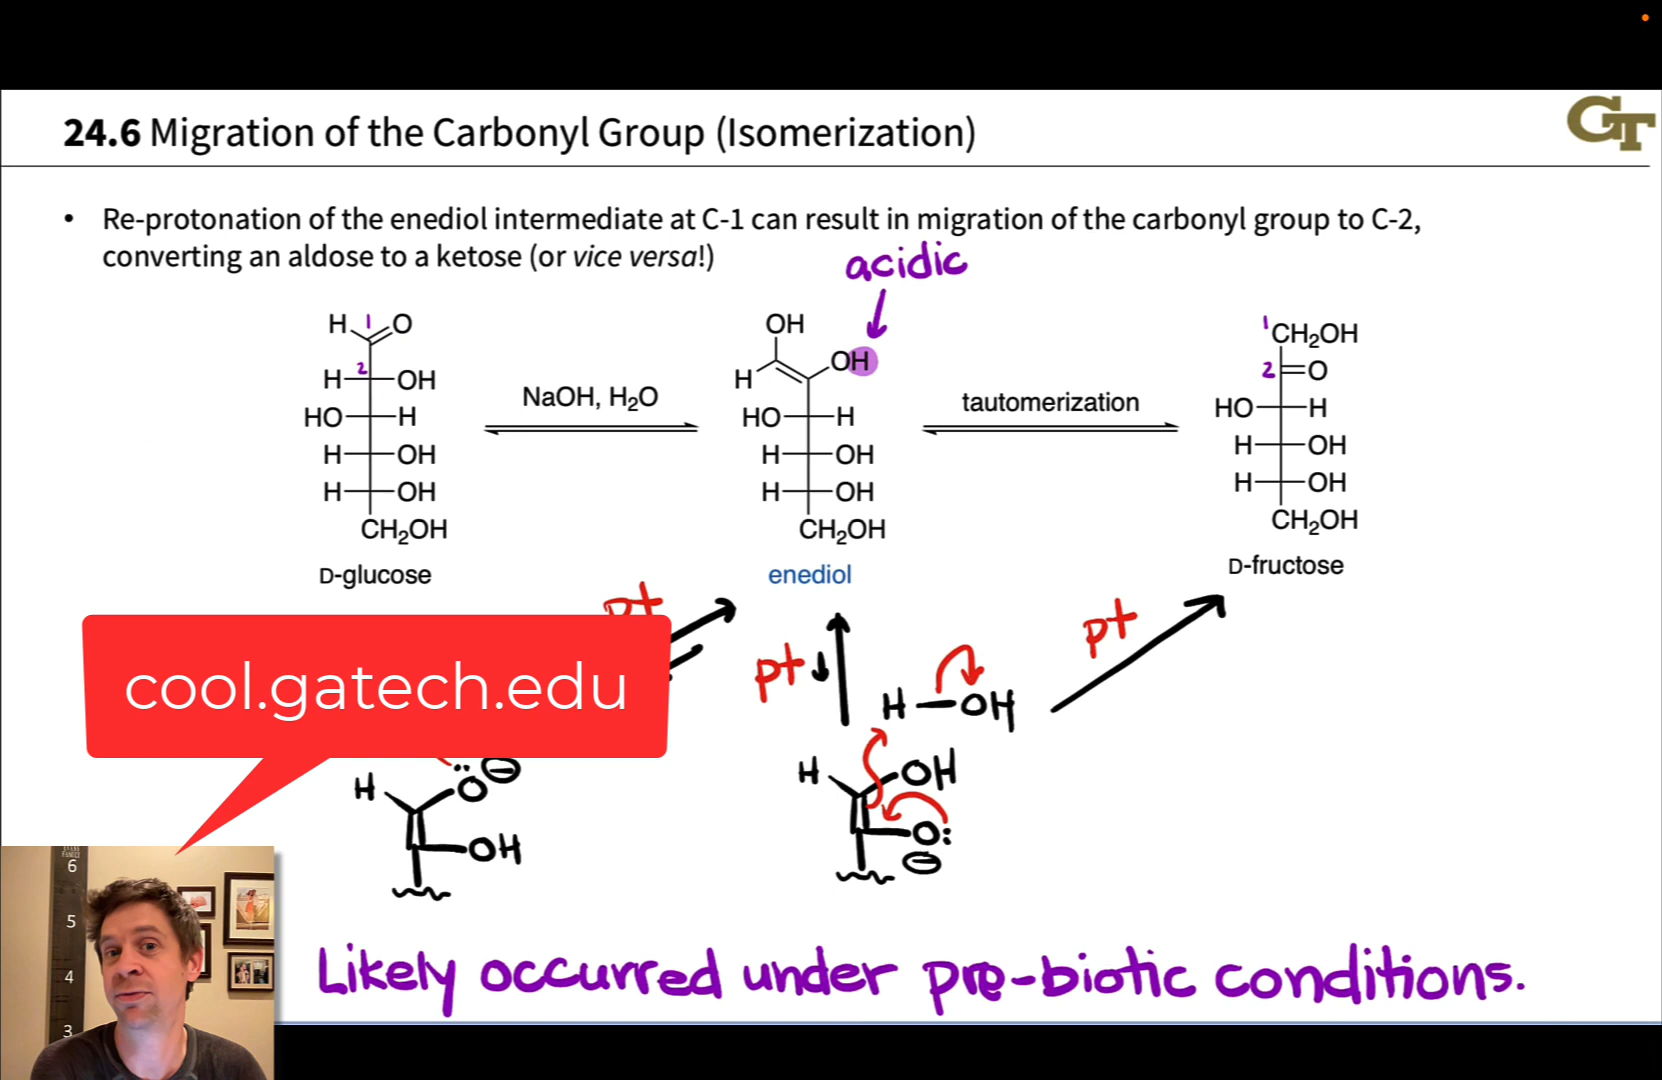 24.6 Migration of the Carbonyl Group (Isomerization)
GT
• Re-protonation of the enediol intermediate at C-1 can result in migration of the carbonyl group to C-2,
converting an aldose to a ketose (or vice versa!)
acidic
H 1 O
2
H OH
HO H
H OH
H OH
CH2OH
D-glucose
NaOH, H2O
OH
OH
H
HO H
H OH
H OH
CH2OH
enediol
tautomerization
1 CH2OH
2 O
HO H
H OH
H OH
CH2OH
D-fructose
pt
pt
pt
cool.gatech.edu
H OH
H O ⊖
OH
H OH
O:
⊖
6
5
4
3
Likely occurred under pre-biotic conditions.